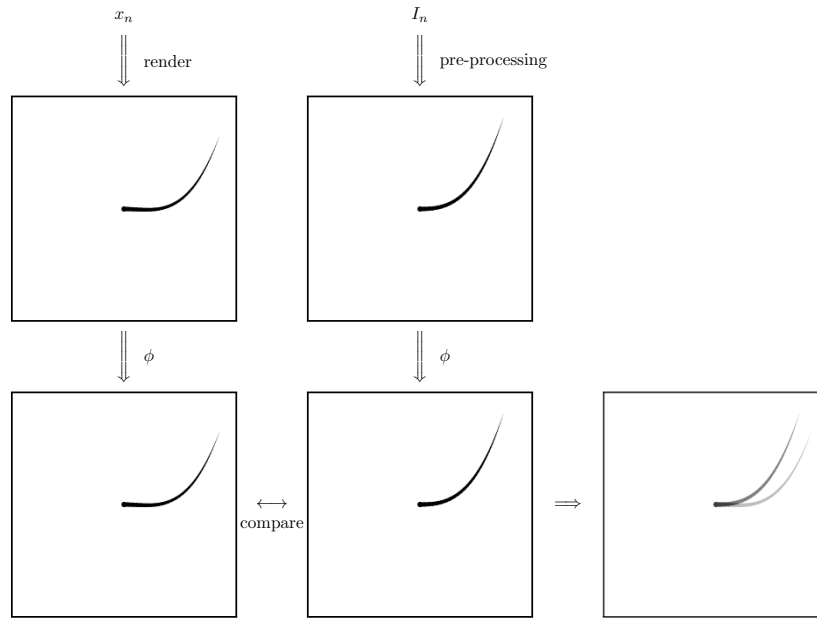 x_n
I_n
render
pre-processing
ϕ
ϕ
compare